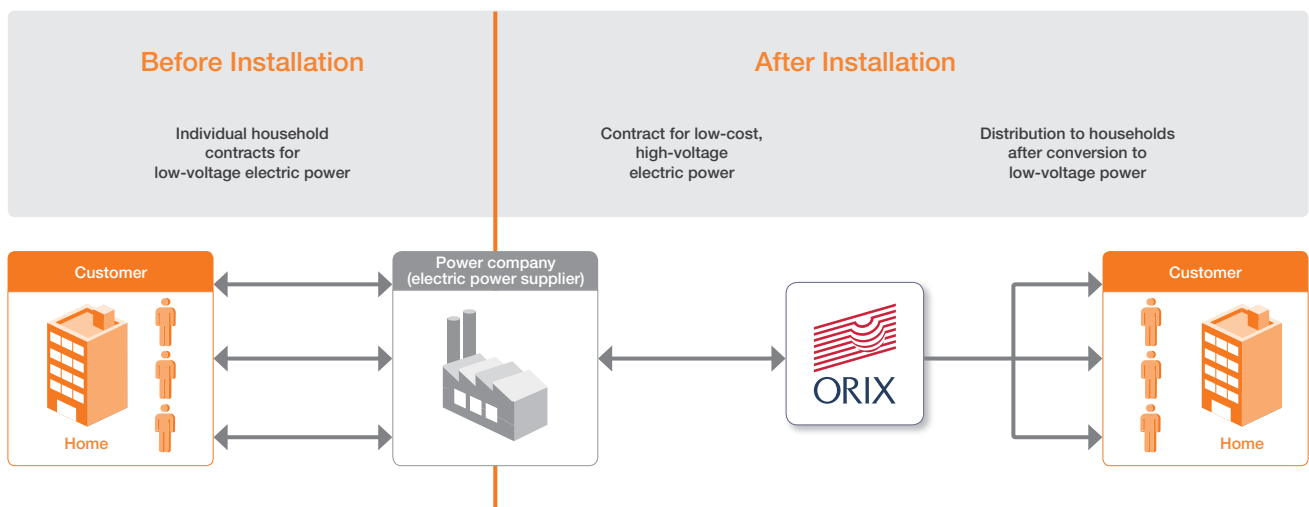 Before Installation
After Installation
Individual household
contracts for
low-voltage electric power
Contract for low-cost,
high-voltage
electric power
Distribution to households
after conversion to
low-voltage power
Customer
Home
Power company
(electric power supplier)
ORIX
Customer
Home